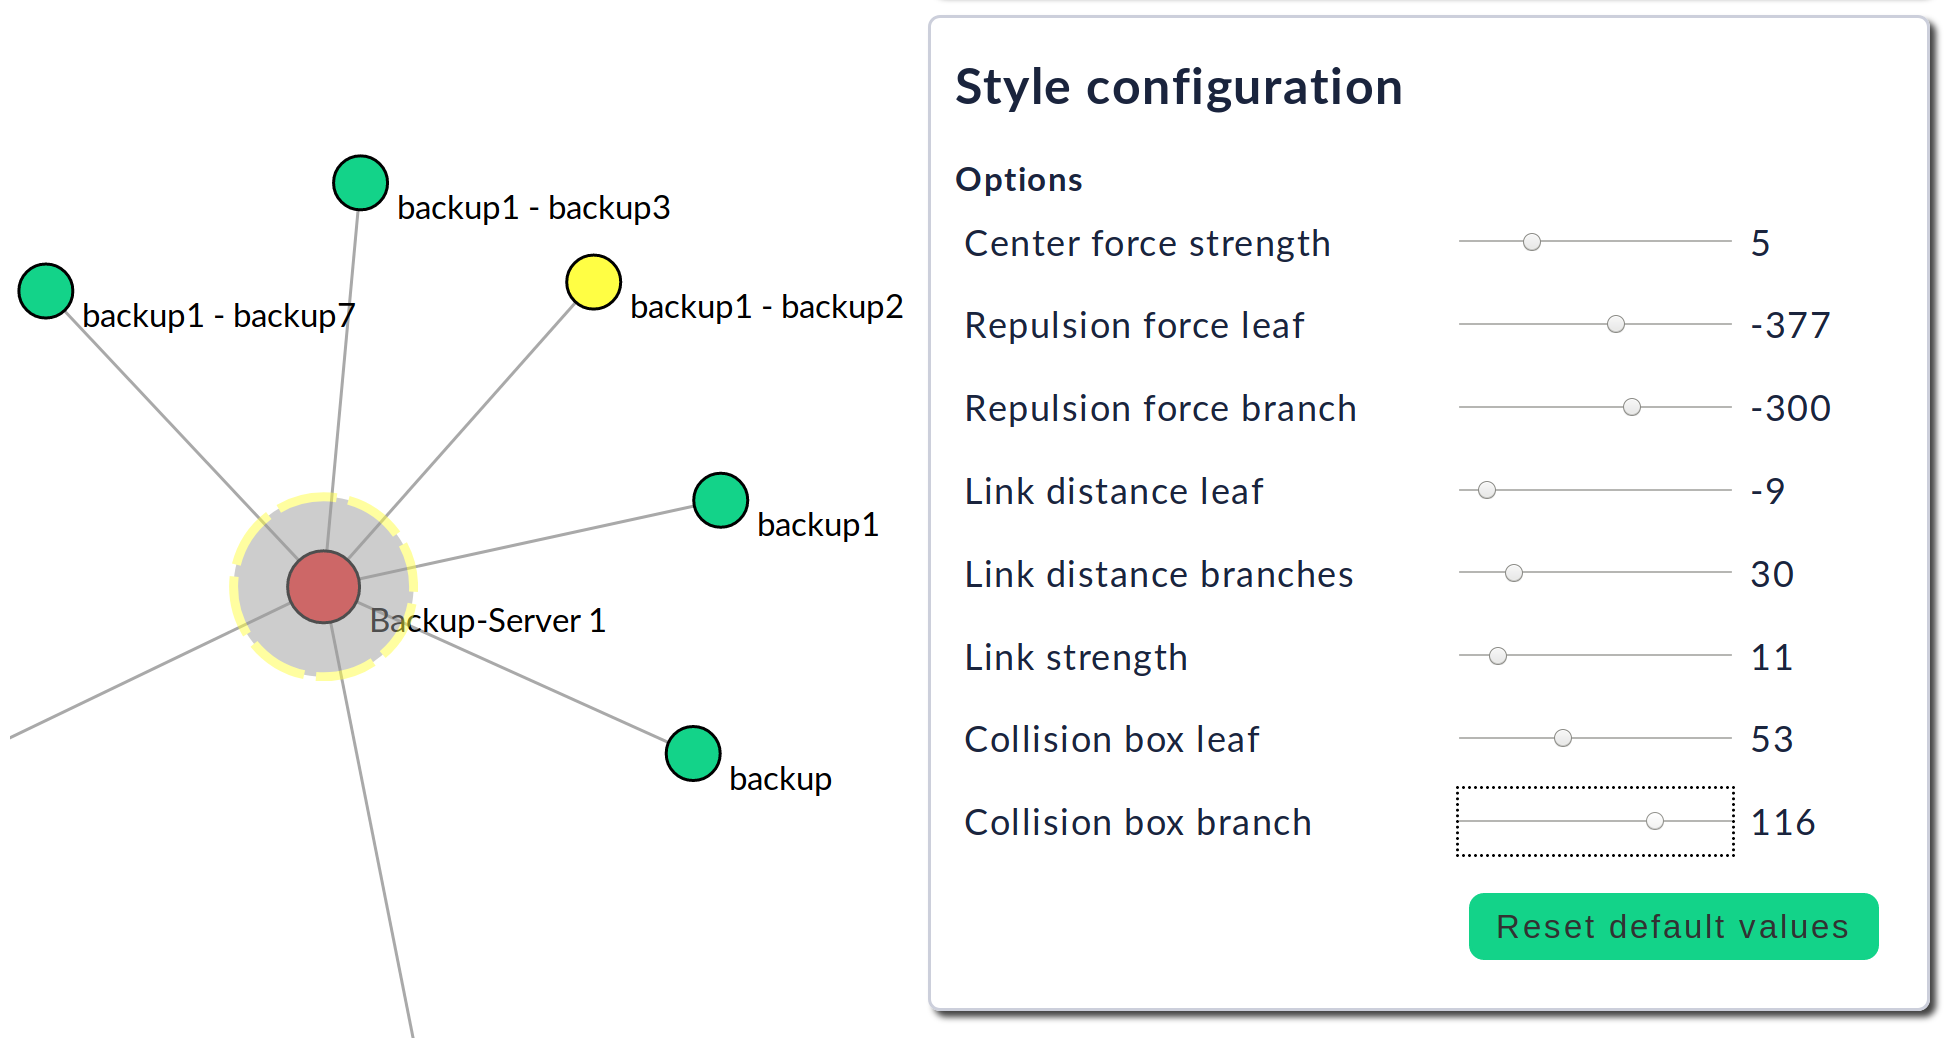 backup1 - backup3
backup1 - backup2
backup1 - backup7
backup1
Backup-Server 1
backup
Style configuration
Options
Center force strength 5
Repulsion force leaf -377
Repulsion force branch -300
Link distance leaf -9
Link distance branches 30
Link strength 11
Collision box leaf 53
Collision box branch 116
Reset default values